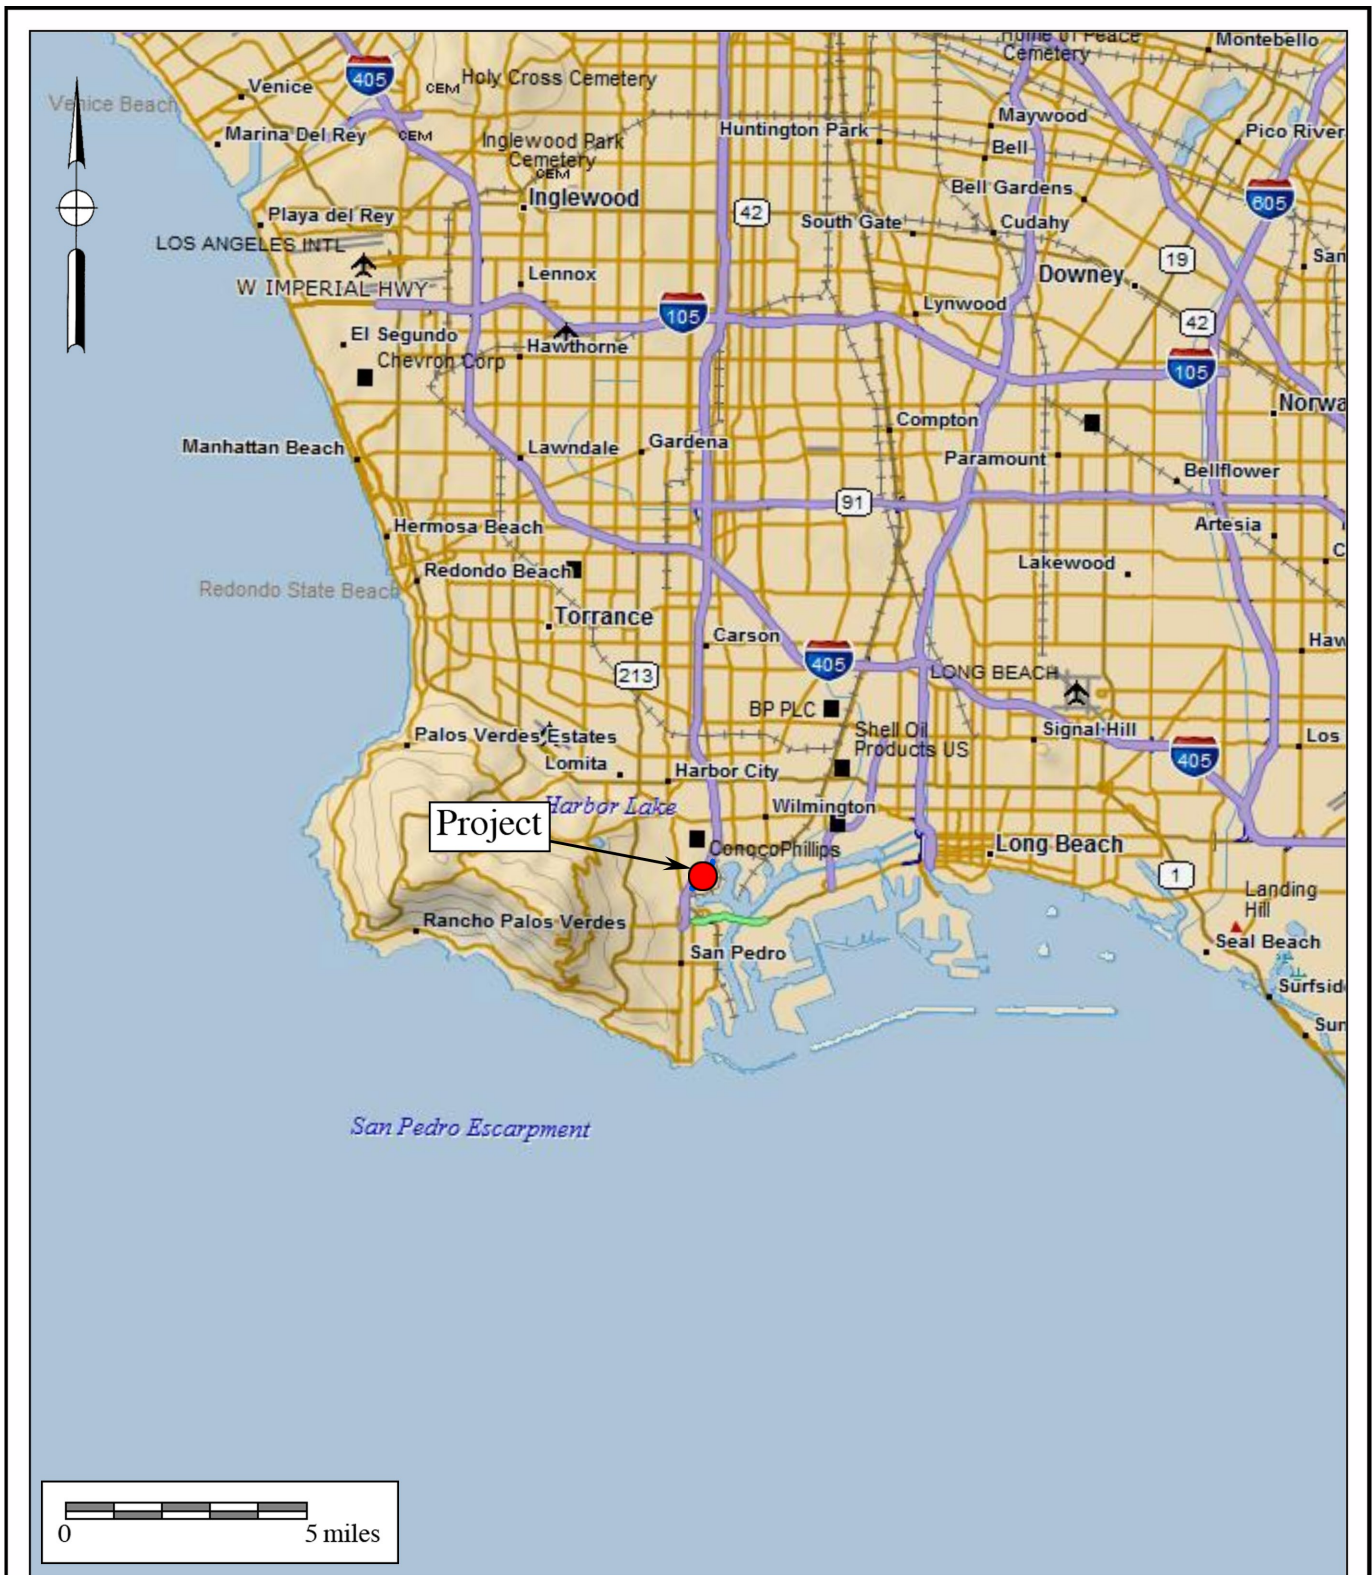 Home of Peace
Cemetery
Montebello
405
Holy Cross Cemetery
CEM
Venice
Venice Beach
Maywood
Marina Del Rey
CEM
Huntington Park
Pico River
Inglewood Park
Cemetery
CEM
Bell
Inglewood
Bell Gardens
605
Playa del Rey
42
South Gate
Cudahy
LOS ANGELES INTL
19
San
Lennox
Downey
W IMPERIAL HWY
Lynwood
105
42
El Segundo
Hawthorne
Chevron Corp
105
Norwa
Compton
Manhattan Beach
Lawndale
Gardena
Paramount
Bellflower
91
Hermosa Beach
Artesia
C
Redondo Beach
Lakewood
Redondo State Beach
Torrance
Carson
Haw
405
213
LONG BEACH
BP PLC
Shell Oil
Products US
Signal Hill
Palos Verdes Estates
Los
405
Lomita
Harbor City
Harbor Lake
Wilmington
Project
ConocoPhillips
Long Beach
1
Landing
Hill
Rancho Palos Verdes
San Pedro
Seal Beach
Surfsid
Sun
San Pedro Escarpment
0
5 miles